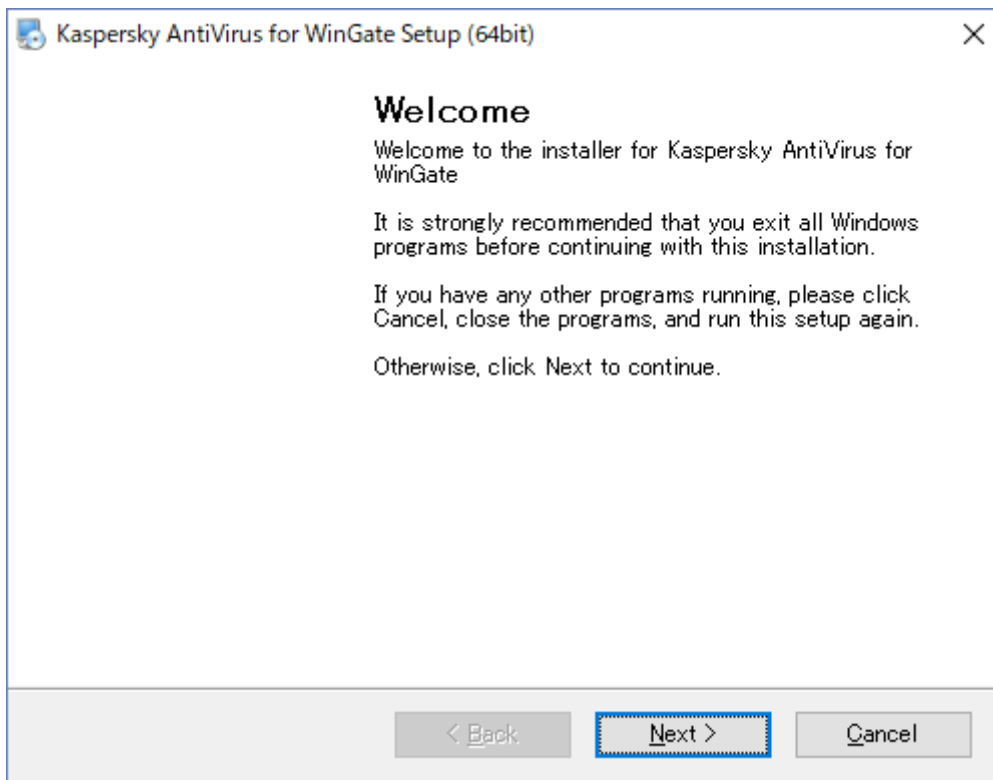 Kaspersky AntiVirus for WinGate Setup (64bit)
Welcome
Welcome to the installer for Kaspersky AntiVirus for
WinGate
It is strongly recommended that you exit all Windows
programs before continuing with this installation.
If you have any other programs running, please click
Cancel, close the programs, and run this setup again.
Otherwise, click Next to continue.
< Back
Next >
Cancel